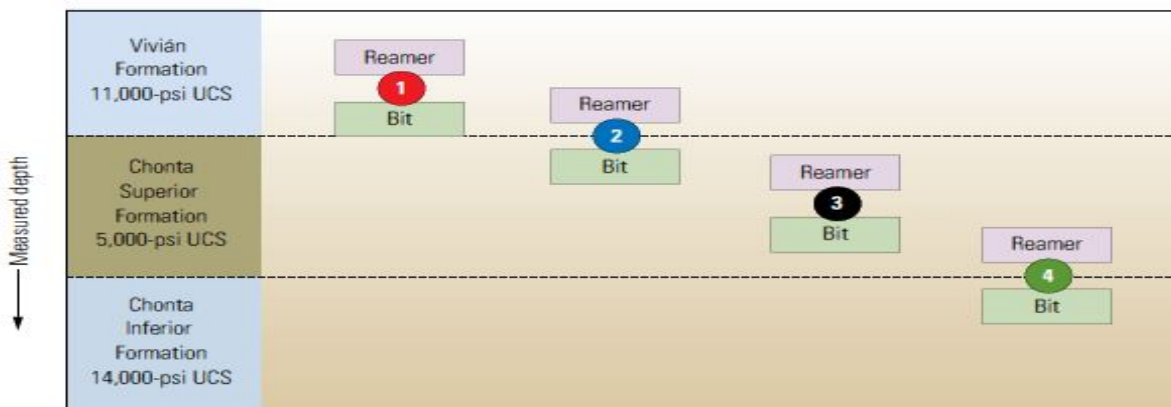 Measured depth
Vivián
Formation
11,000-psi UCS
Chonta
Superior
Formation
5,000-psi UCS
Chonta
Inferior
Formation
14,000-psi UCS
Reamer
1
Bit
Reamer
2
Bit
Reamer
3
Bit
Reamer
4
Bit